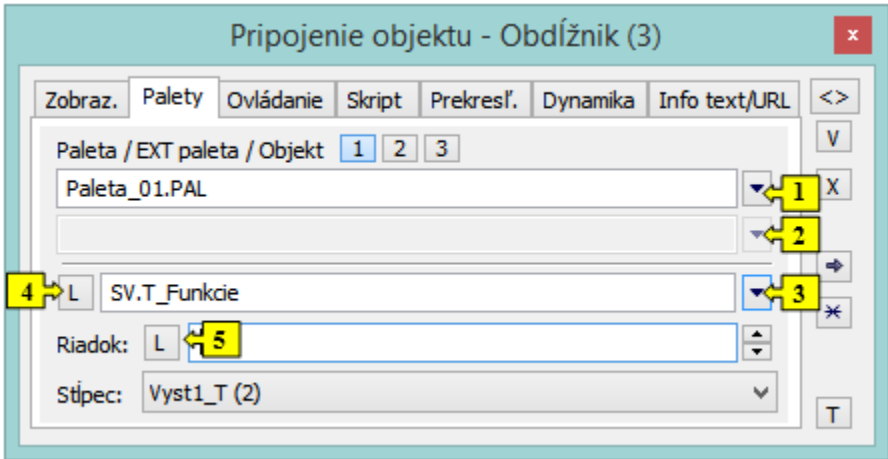 Pripojenie objektu - Obdĺžnik (3) x
Zobraz. Palety Ovládanie Skript Prekresľ. Dynamika Info text/URL <>
Paleta / EXT paleta / Objekt 1 2 3 V
Paleta_01.PAL 1 X
2
4 L SV.T_Funkcie 3
Riadok: L 5
Stĺpec: Vyst1_T (2)
T